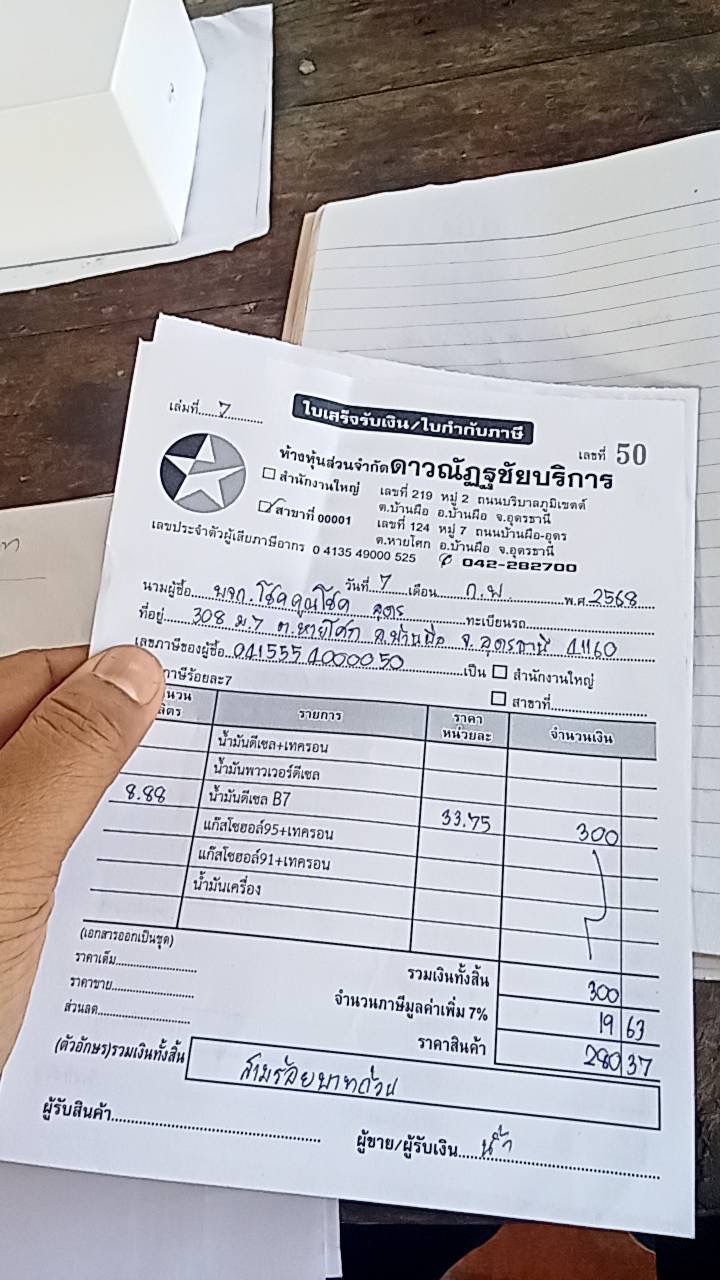 เล่มที่ 7
ใบเสร็จรับเงิน/ใบกำกับภาษี
เลขที่ 50
ห้างหุ้นส่วนจำกัดดาวณัฏฐชัยบริการ
สำนักงานใหญ่ เลขที่ 219 หมู่ 2 ถนนบริบาลภูมิเขตต์
ต.บ้านผือ อ.บ้านผือ จ.อุดรธานี
สาขาที่ 00001 เลขที่ 124 หมู่ 7 ถนนบ้านผือ-อุดร
ต.หายโศก อ.บ้านผือ จ.อุดรธานี
เลขประจำตัวผู้เสียภาษีอากร 0 4135 49000 525 042-282700
วันที่ 7 เดือน ก.พ. พ.ศ. 2568
นามผู้ซื้อ หจก. โชคคูณโชค อุดร ทะเบียนรถ
ที่อยู่ 308 ม.7 ต.หายโศก อ.บ้านผือ จ.อุดรธานี 41160
เลขภาษีของผู้ซื้อ 0415554000050 เป็น สำนักงานใหญ่
สาขาที่
ภาษีร้อยละ7
รายการ ราคา จำนวนเงิน
หน่วยละ
น้ำมันดีเซล+เทครอน
น้ำมันพาวเวอร์ดีเซล
8.88 น้ำมันดีเซล B7 33.75 300
แก๊สโซฮอล์95+เทครอน
แก๊สโซฮอล์91+เทครอน
น้ำมันเครื่อง
(เอกสารออกเป็นชุด)
ราคาเต็ม
ราคาขาย
ส่วนลด
รวมเงินทั้งสิ้น 300
จำนวนภาษีมูลค่าเพิ่ม 7% 19 63
ราคาสินค้า 280 37
(ตัวอักษร)รวมเงินทั้งสิ้น สามร้อยบาทถ้วน
ผู้รับสินค้า
ผู้ขาย/ผู้รับเงิน